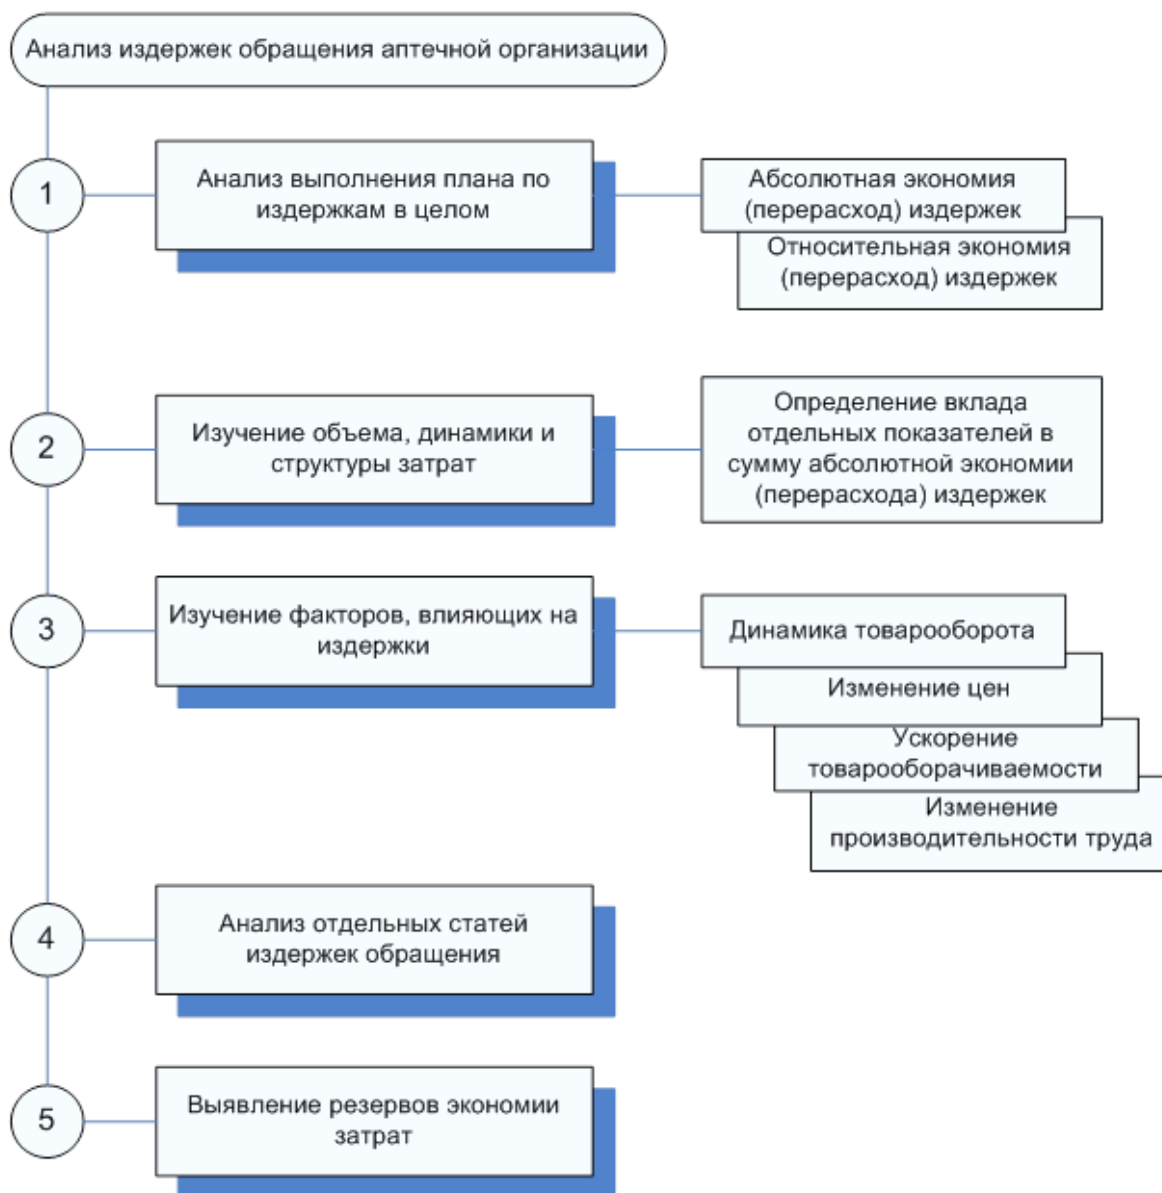 Анализ издержек обращения аптечной организации
1
Анализ выполнения плана по
издержкам в целом
Абсолютная экономия
(перерасход) издержек
Относительная экономия
(перерасход) издержек
2
Изучение объема, динамики и
структуры затрат
Определение вклада
отдельных показателей в
сумму абсолютной экономии
(перерасхода) издержек
3
Изучение факторов, влияющих на
издержки
Динамика товарооборота
Изменение цен
Ускорение
товарооборачиваемости
Изменение
производительности труда
4
Анализ отдельных статей
издержек обращения
5
Выявление резервов экономии
затрат